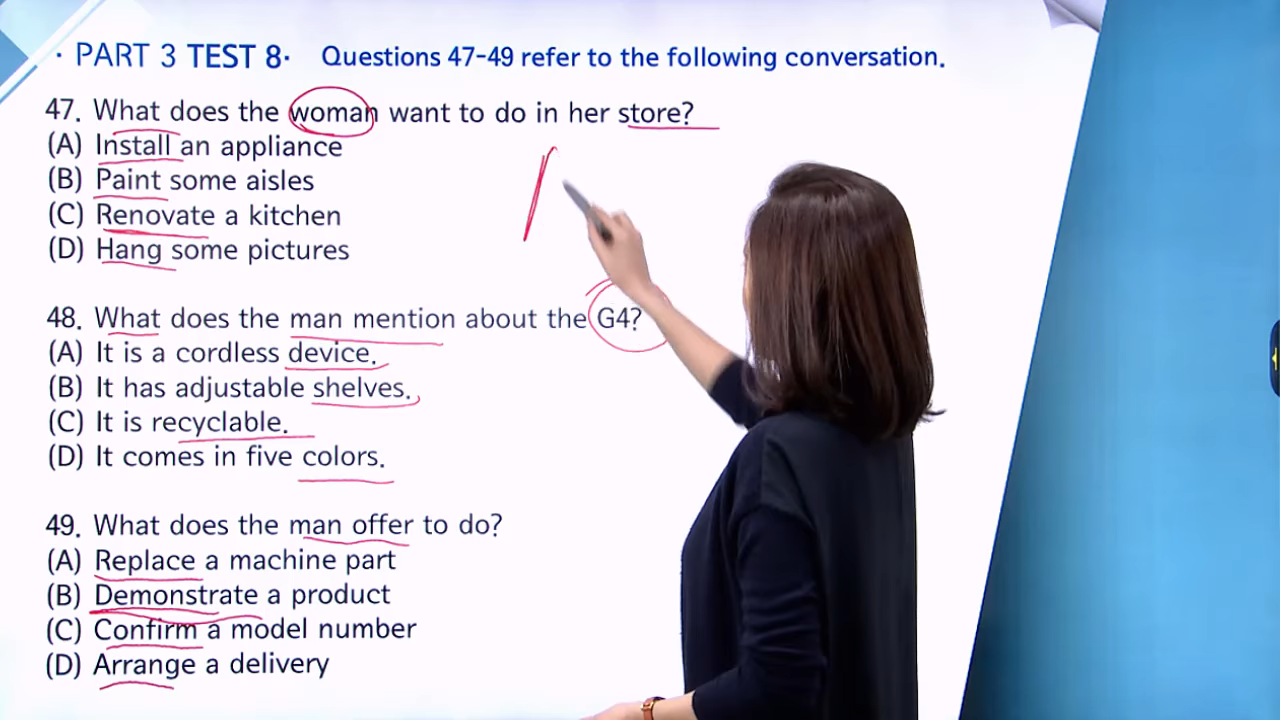 · PART 3 TEST 8· Questions 47-49 refer to the following conversation.
47. What does the woman want to do in her store?
(A) Install an appliance
(B) Paint some aisles
(C) Renovate a kitchen
(D) Hang some pictures
48. What does the man mention about the G4?
(A) It is a cordless device.
(B) It has adjustable shelves.
(C) It is recyclable.
(D) It comes in five colors.
49. What does the man offer to do?
(A) Replace a machine part
(B) Demonstrate a product
(C) Confirm a model number
(D) Arrange a delivery